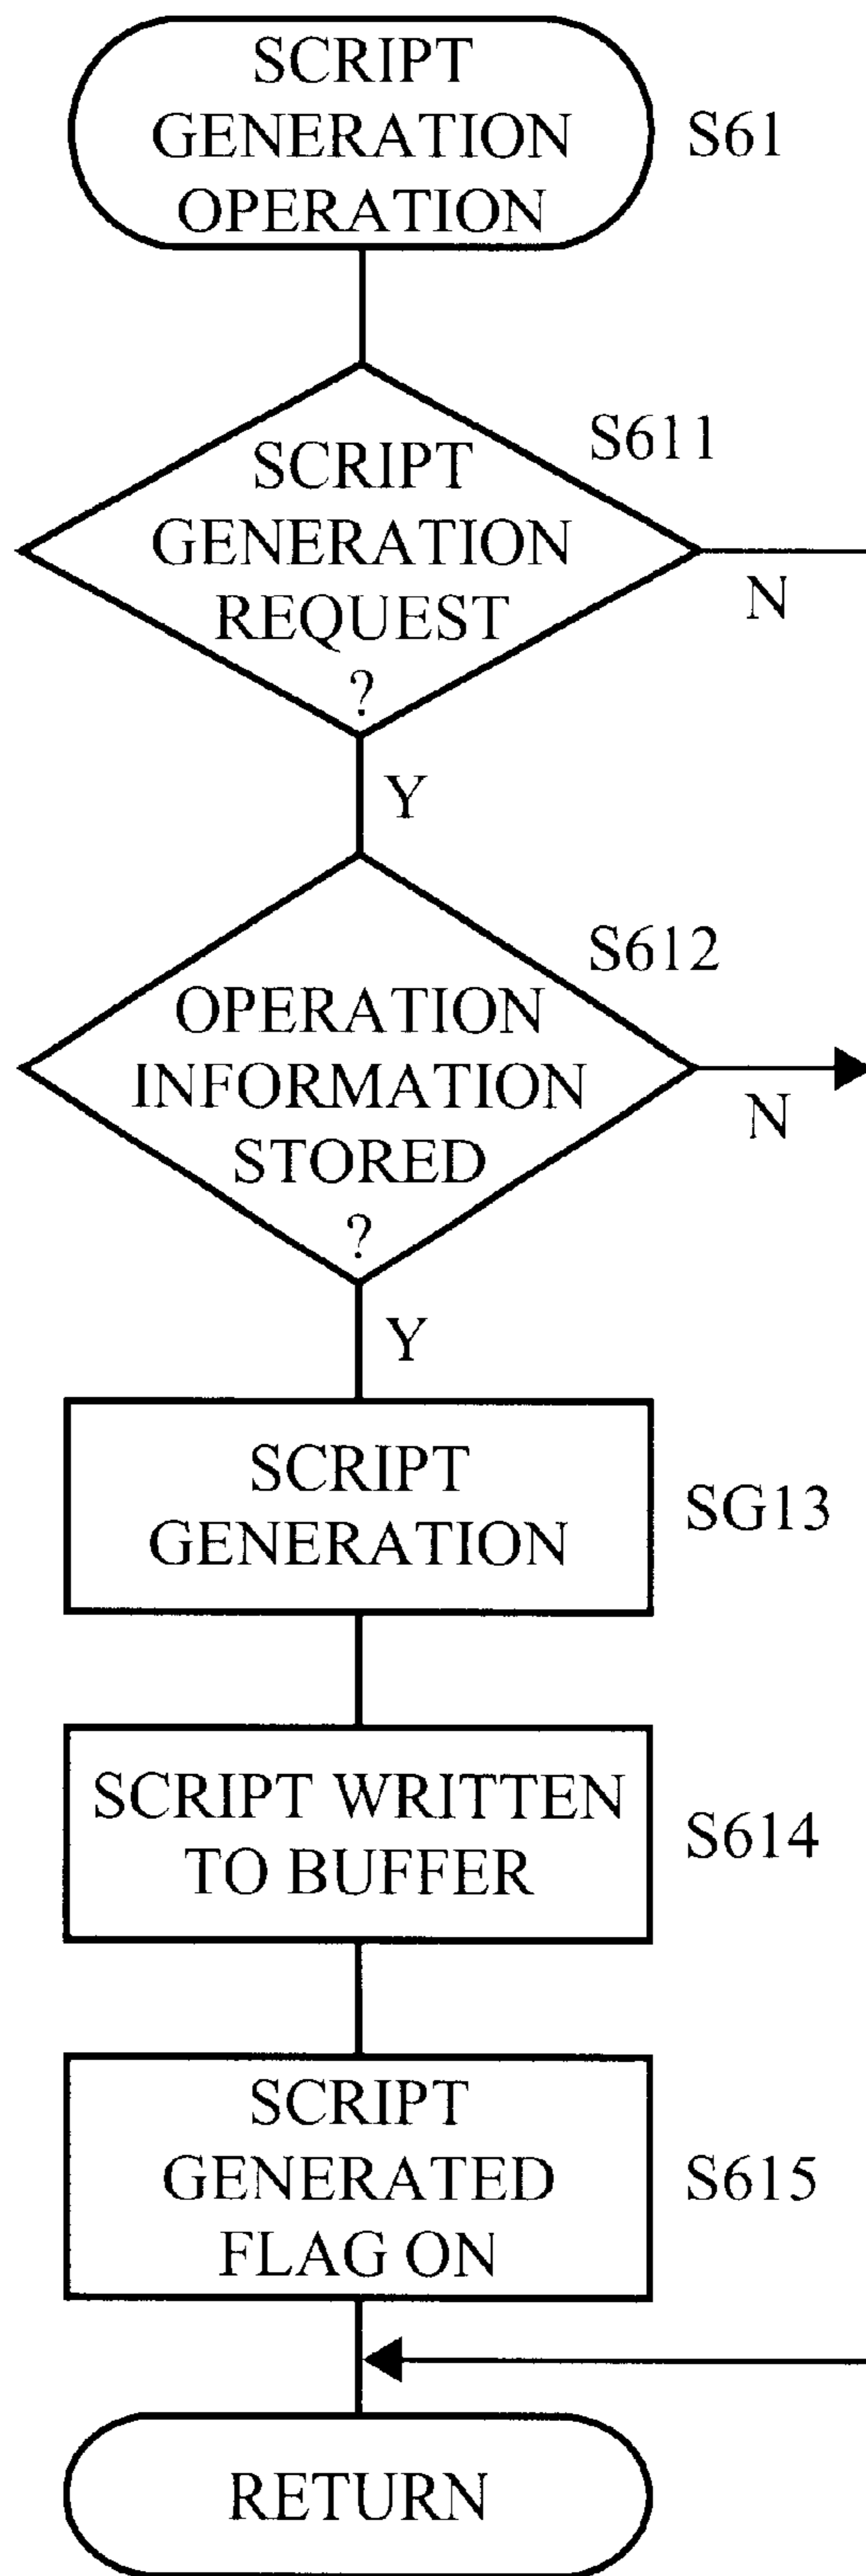 SCRIPT
GENERATION
OPERATION
S61
S611
SCRIPT
GENERATION
REQUEST
?
N
Y
S612
OPERATION
INFORMATION
STORED
?
N
Y
SCRIPT
GENERATION
SG13
SCRIPT WRITTEN
TO BUFFER
S614
SCRIPT
GENERATED
FLAG ON
S615
RETURN